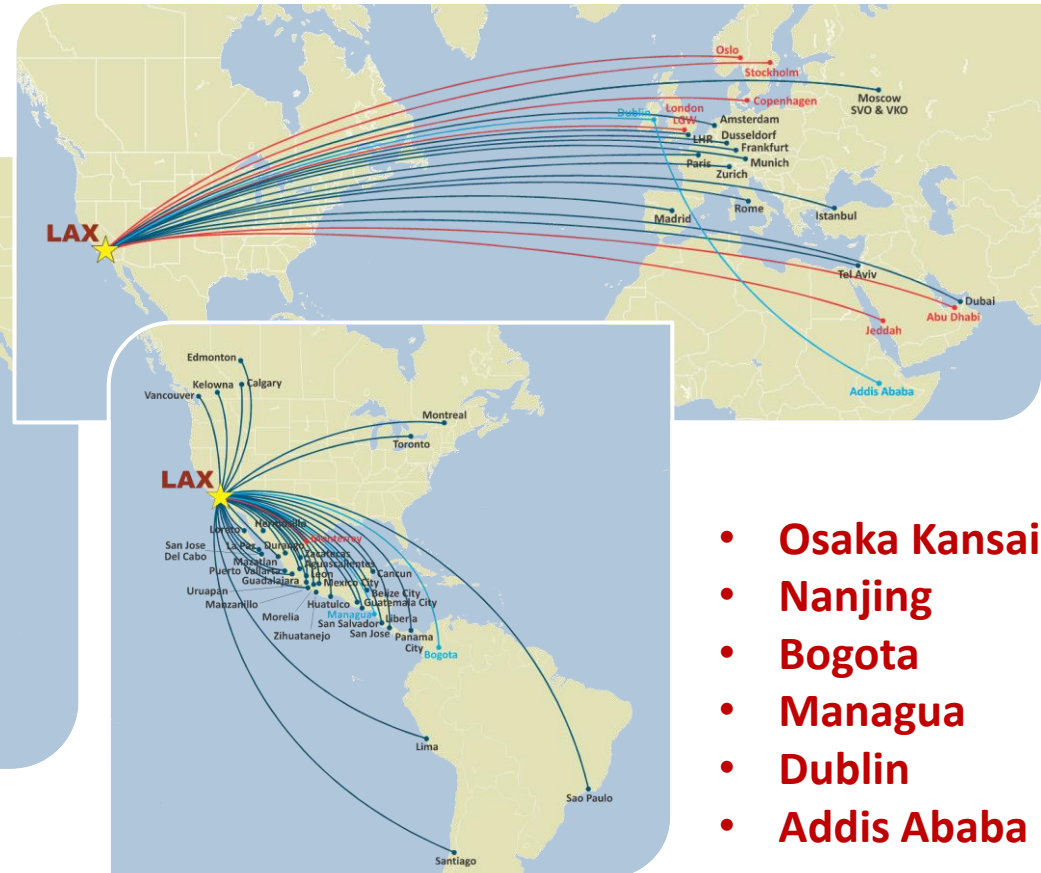 Oslo
Stockholm
Moscow
SVO & VKO
Copenhagen
London
LGW
Dublin
Amsterdam
LHR
Dusseldorf
Frankfurt
Paris
Munich
Zurich
Madrid
Rome
Istanbul
LAX
Tel Aviv
Dubai
Abu Dhabi
Jeddah
Addis Ababa
Edmonton
Kelowna
Calgary
Vancouver
Montreal
Toronto
LAX
Loreto
Hermosillo
Monterrey
San Jose
Del Cabo
La Paz
Durango
Zacatecas
Mazatlan
Aguascalientes
Puerto Vallarta
Leon
Cancun
Guadalajara
Mexico City
Uruapan
Belize City
Manzanillo
Huatulco
Guatemala City
Morelia
Managua
Liberia
San Salvador
Zihuatanejo
San Jose
Panama
City
Bogota
Lima
Sao Paulo
Santiago
• Osaka Kansai
• Nanjing
• Bogota
• Managua
• Dublin
• Addis Ababa